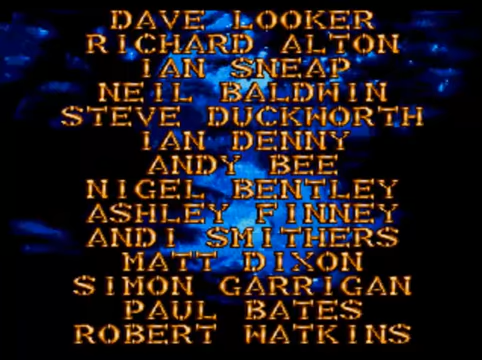 DAVE LOOKER
RICHARD ALTON
IAN SNEAP
NEIL BALDWIN
STEVE DUCKWORTH
IAN DENNY
ANDY BEE
NIGEL BENTLEY
ASHLEY FINNEY
ANDI SMITHERS
MATT DIXON
SIMON GARRIGAN
PAUL BATES
ROBERT WATKINS